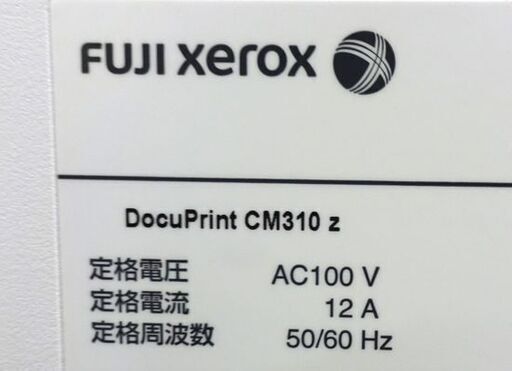 FUJI xerox
DocuPrint CM310 z
定格電圧 AC100 V
定格電流 12 A
定格周波数 50/60 Hz